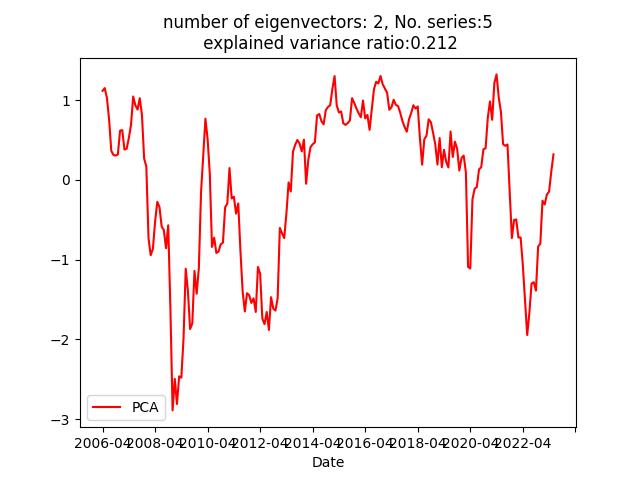 number of eigenvectors: 2, No. series:5
explained variance ratio:0.212
1
0
−1
−2
−3
PCA
2006-04 2008-04 2010-04 2012-04 2014-04 2016-04 2018-04 2020-04 2022-04
Date